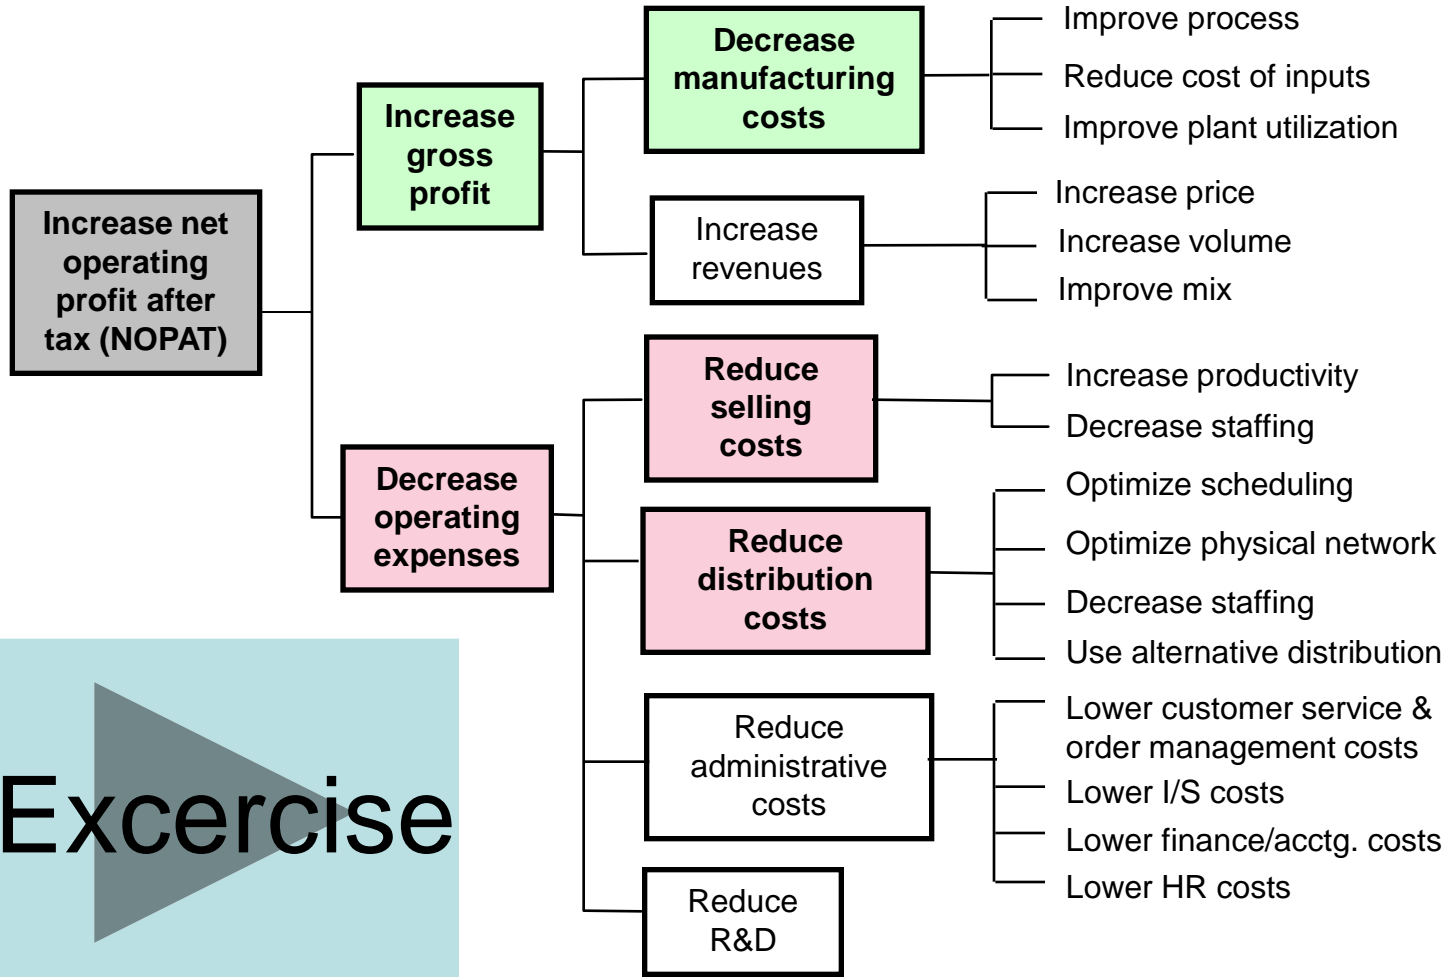 Increase net
operating
profit after
tax (NOPAT)
Increase
gross
profit
Decrease
manufacturing
costs
Improve process
Reduce cost of inputs
Improve plant utilization
Increase
revenues
Increase price
Increase volume
Improve mix
Decrease
operating
expenses
Reduce
selling
costs
Increase productivity
Decrease staffing
Reduce
distribution
costs
Optimize scheduling
Optimize physical network
Decrease staffing
Use alternative distribution
Reduce
administrative
costs
Lower customer service &
order management costs
Lower I/S costs
Lower finance/acctg. costs
Lower HR costs
Reduce
R&D
Excercise